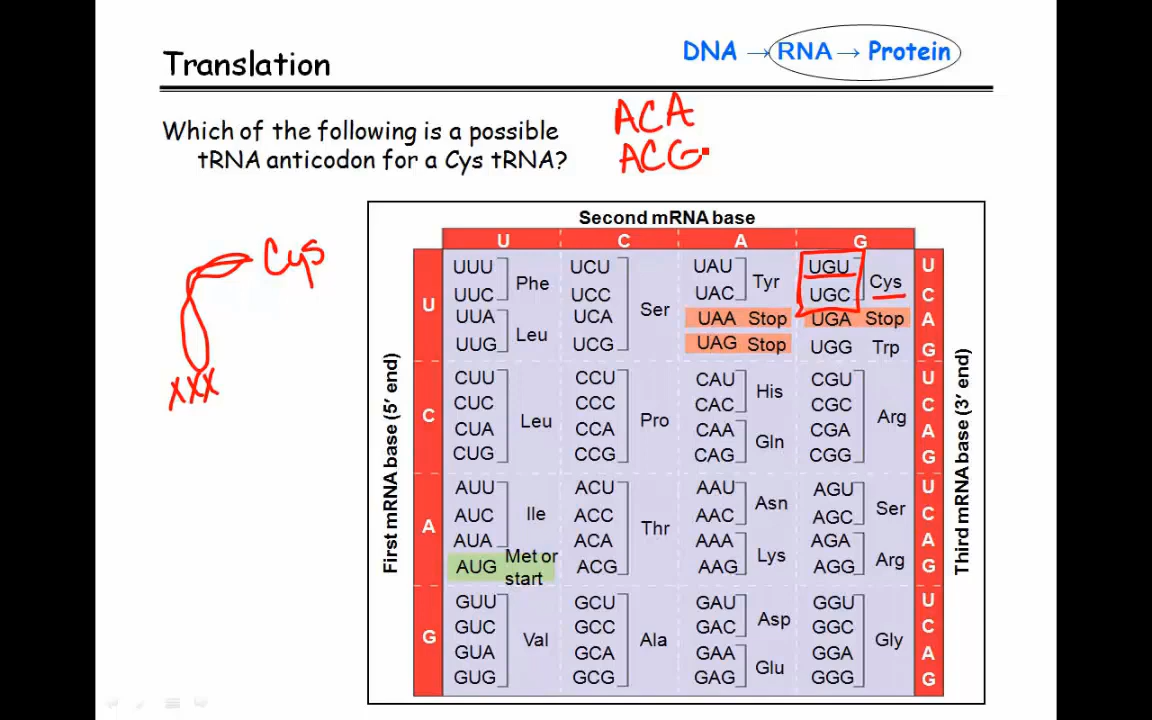 DNA → RNA → Protein
Translation
ACA
Which of the following is a possible
tRNA anticodon for a Cys tRNA?
ACG
Cys
XXX
Second mRNA base
U C A G
First mRNA base (5′ end)
Third mRNA base (3′ end)
U
UUU UCU UAU UGU U
Phe Tyr Cys
UUC UCC UAC UGC C
Ser
UUA UCA UAA Stop UGA Stop A
Leu
UUG UCG UAG Stop UGG Trp G
C
CUU CCU CAU CGU U
His
CUC CCC CAC CGC C
Leu Pro Arg
CUA CCA CAA CGA A
Gln
CUG CCG CAG CGG G
A
AUU ACU AAU AGU U
Ile Asn Ser
AUC ACC AAC AGC C
Thr
AUA ACA AAA AGA A
Met or Lys Arg
AUG ACG AAG AGG G
start
G
GUU GCU GAU GGU U
Asp
GUC GCC GAC GGC C
Val Ala Gly
GUA GCA GAA GGA A
Glu
GUG GCG GAG GGG G